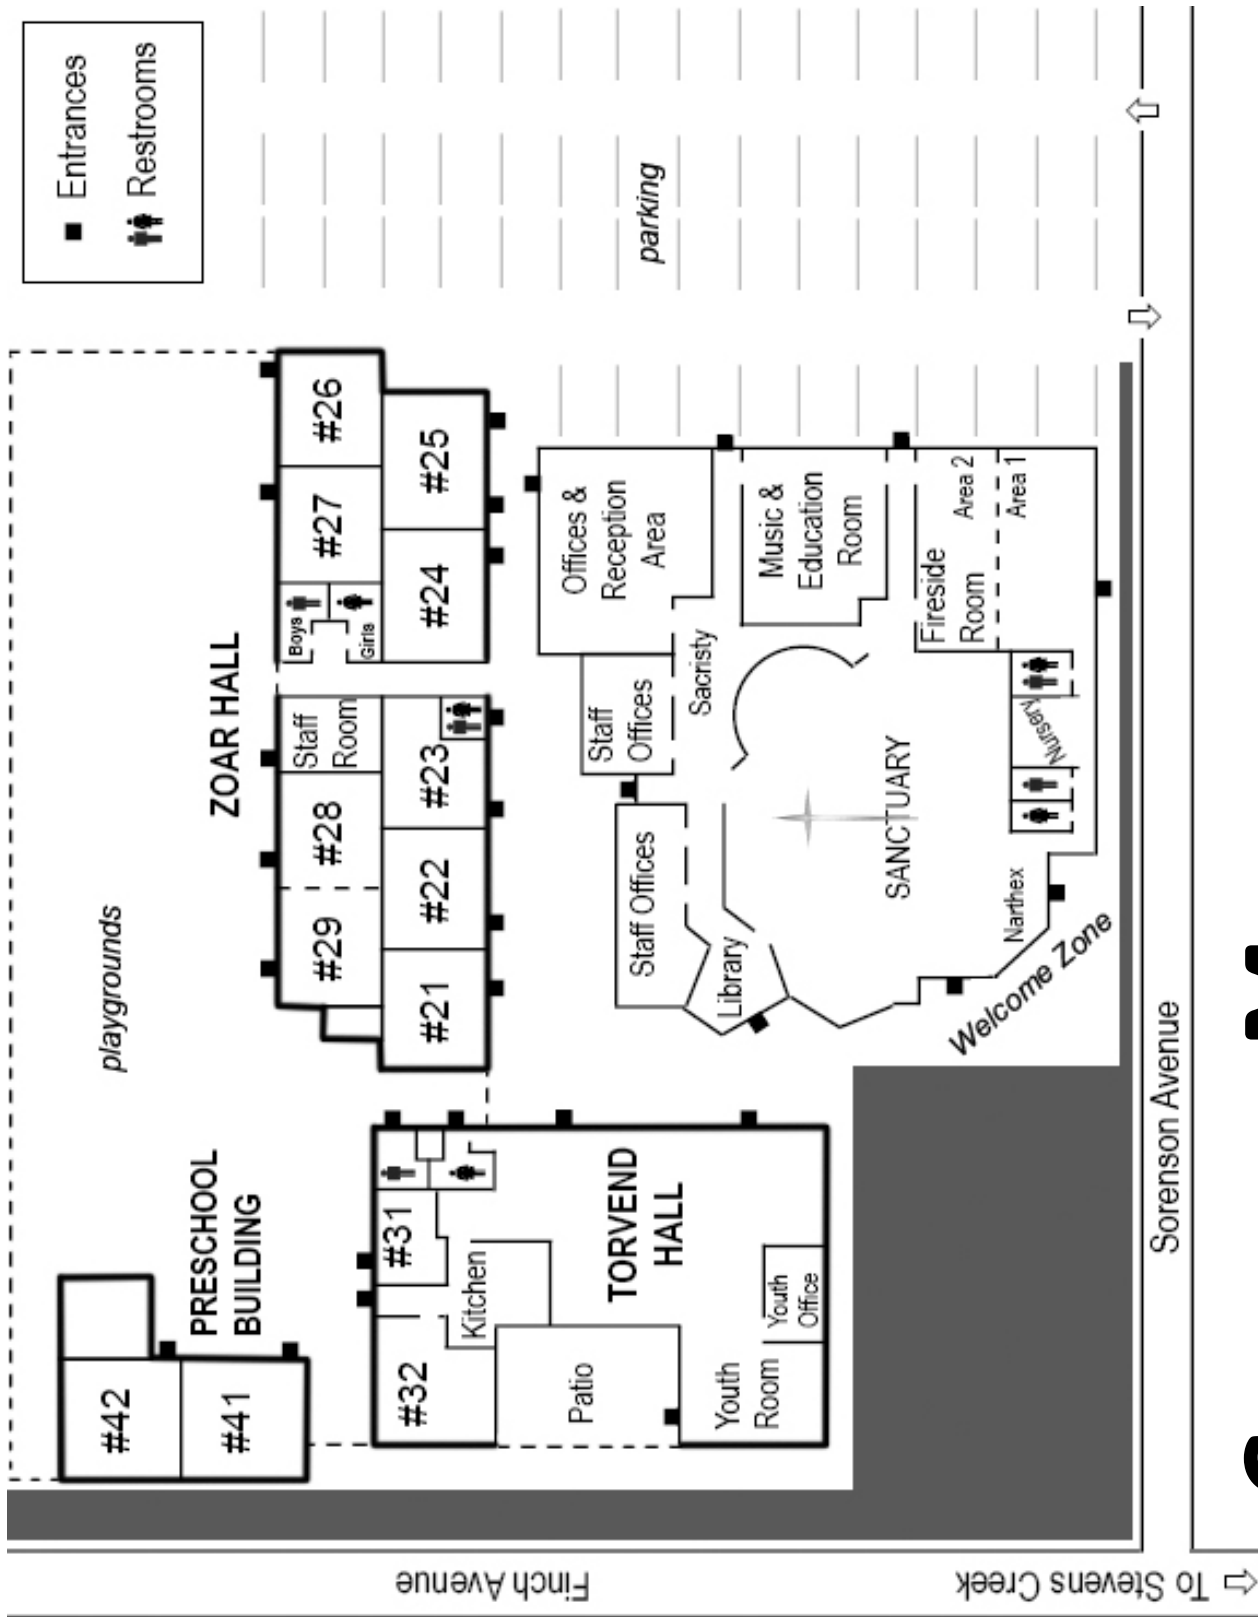 Entrances
Restrooms
playgrounds
#42
#41
PRESCHOOL
BUILDING
ZOAR HALL
#29
#28
Staff
Room
Boys
Girls
#27
#26
#21
#22
#23
#24
#25
#31
#32
Kitchen
Patio
TORVEND
HALL
Youth
Room
Youth
Office
Staff Offices
Staff
Offices
Offices &
Reception
Area
Library
Sacristy
Music &
Education
Room
SANCTUARY
Fireside
Room
Area 2
Area 1
Narthex
Nursery
Welcome Zone
parking
Finch Avenue
To Stevens Creek
Sorenson Avenue